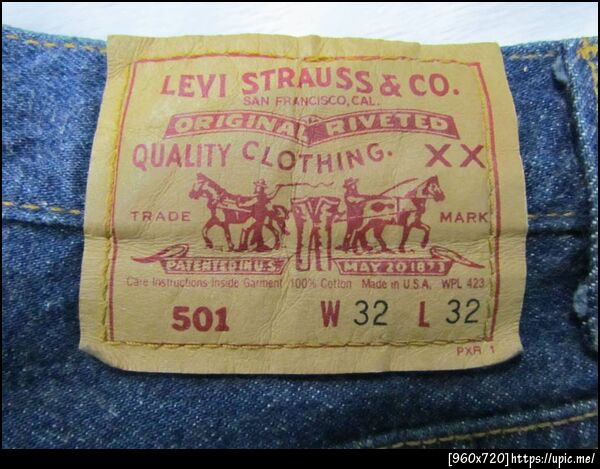 LEVI STRAUSS & CO.
SAN FRANCISCO, CAL.
ORIGINAL RIVETED
QUALITY CLOTHING. XX
TRADE MARK
PATENTED IN U.S. MAY 20 1873
Care Instructions Inside Garment 100% Cotton Made in U.S.A. WPL 423
501 W 32 L 32
PXR 1
[960x720]https://upic.me/